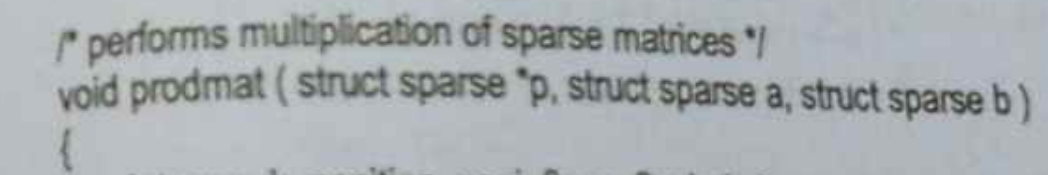 /* performs multiplication of sparse matrices */
void prodmat ( struct sparse *p, struct sparse a, struct sparse b )
{